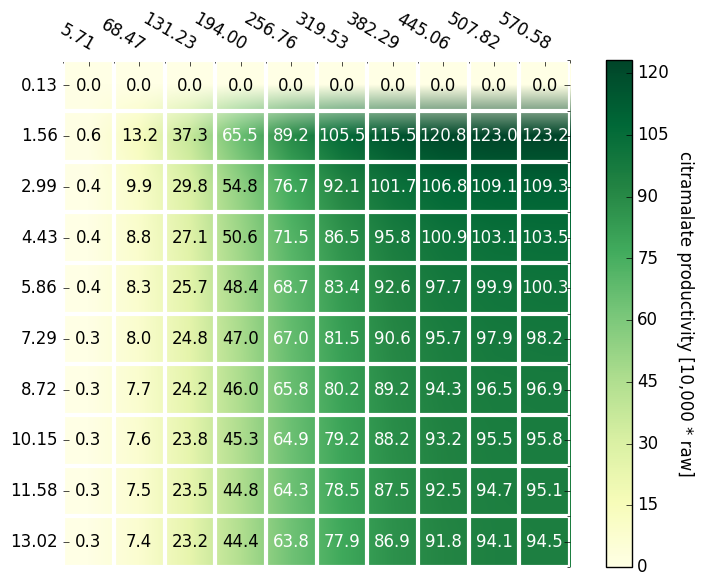 5.71 68.47 131.23 194.00 256.76 319.53 382.29 445.06 507.82 570.58
0.13 0.0 0.0 0.0 0.0 0.0 0.0 0.0 0.0 0.0 0.0
1.56 0.6 13.2 37.3 65.5 89.2 105.5 115.5 120.8 123.0 123.2
2.99 0.4 9.9 29.8 54.8 76.7 92.1 101.7 106.8 109.1 109.3
4.43 0.4 8.8 27.1 50.6 71.5 86.5 95.8 100.9 103.1 103.5
5.86 0.4 8.3 25.7 48.4 68.7 83.4 92.6 97.7 99.9 100.3
7.29 0.3 8.0 24.8 47.0 67.0 81.5 90.6 95.7 97.9 98.2
8.72 0.3 7.7 24.2 46.0 65.8 80.2 89.2 94.3 96.5 96.9
10.15 0.3 7.6 23.8 45.3 64.9 79.2 88.2 93.2 95.5 95.8
11.58 0.3 7.5 23.5 44.8 64.3 78.5 87.5 92.5 94.7 95.1
13.02 0.3 7.4 23.2 44.4 63.8 77.9 86.9 91.8 94.1 94.5
120
105
90
75
60
45
30
15
0
citramalate productivity [10,000 * raw]